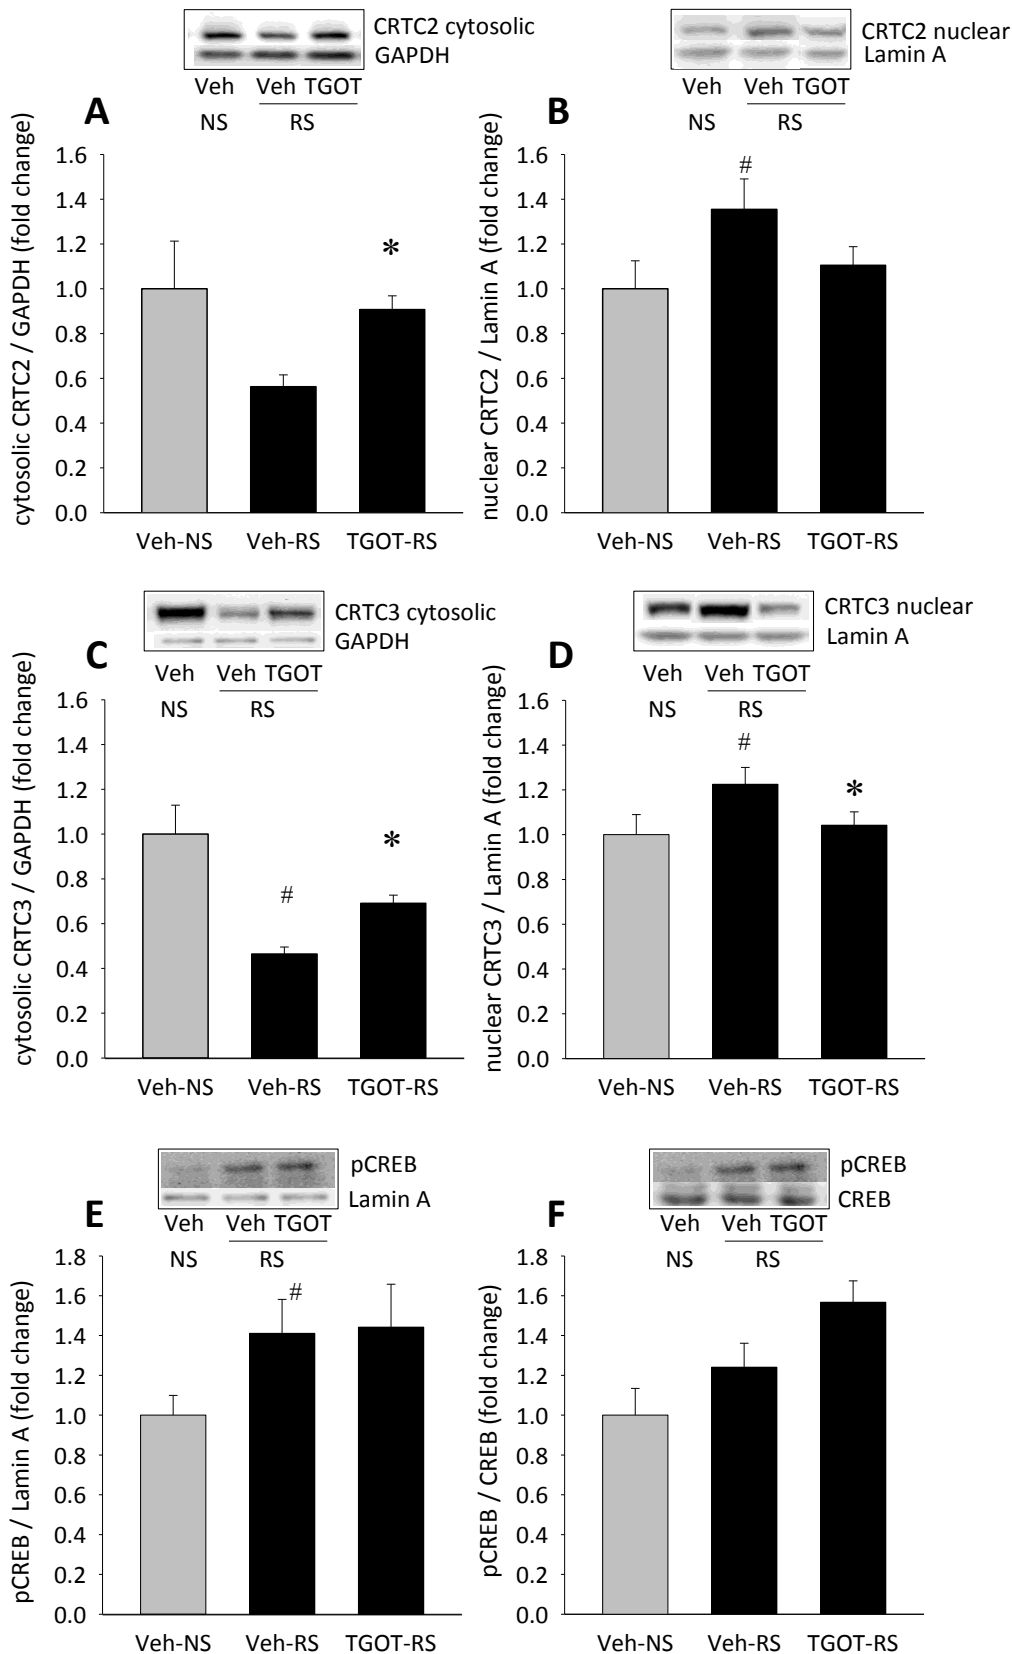 CRTC2 cytosolic
GAPDH
Veh Veh TGOT
NS RS
A
cytosolic CRTC2 / GAPDH (fold change)
1.6
1.4
1.2
1.0
0.8
0.6
0.4
0.2
0.0
*
Veh-NS Veh-RS TGOT-RS
CRTC2 nuclear
Lamin A
Veh Veh TGOT
NS RS
B
nuclear CRTC2 / Lamin A (fold change)
1.6
1.4
1.2
1.0
0.8
0.6
0.4
0.2
0.0
#
Veh-NS Veh-RS TGOT-RS
CRTC3 cytosolic
GAPDH
Veh Veh TGOT
NS RS
C
cytosolic CRTC3 / GAPDH (fold change)
1.6
1.4
1.2
1.0
0.8
0.6
0.4
0.2
0.0
*
#
Veh-NS Veh-RS TGOT-RS
CRTC3 nuclear
Lamin A
Veh Veh TGOT
NS RS
D
nuclear CRTC3 / Lamin A (fold change)
1.6
1.4
1.2
1.0
0.8
0.6
0.4
0.2
0.0
#
*
Veh-NS Veh-RS TGOT-RS
pCREB
Lamin A
Veh Veh TGOT
NS RS
E
pCREB / Lamin A (fold change)
1.8
1.6
1.4
1.2
1.0
0.8
0.6
0.4
0.2
0.0
#
Veh-NS Veh-RS TGOT-RS
pCREB
CREB
Veh Veh TGOT
NS RS
F
pCREB / CREB (fold change)
1.8
1.6
1.4
1.2
1.0
0.8
0.6
0.4
0.2
0.0
Veh-NS Veh-RS TGOT-RS